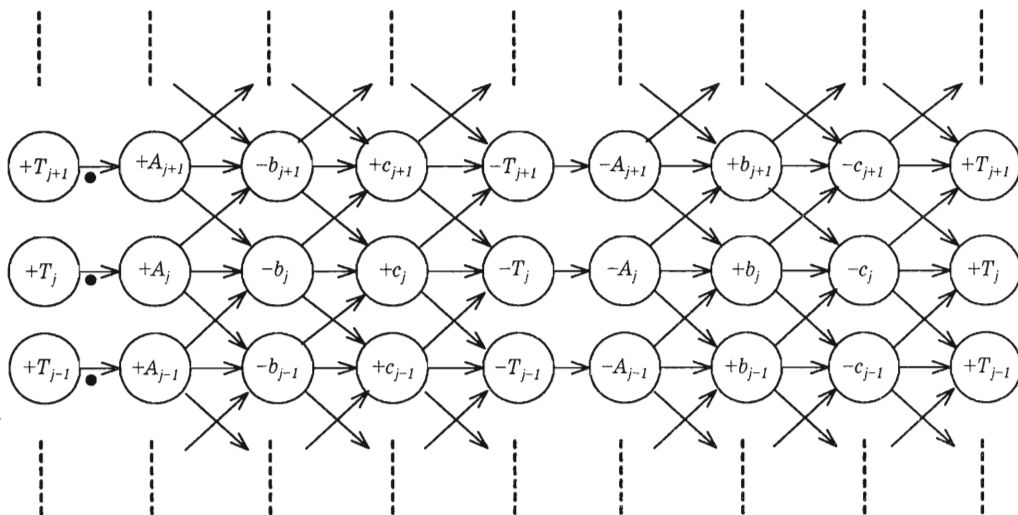 +T_{j+1} +A_{j+1} −b_{j+1} +c_{j+1} −T_{j+1} −A_{j+1} +b_{j+1} −c_{j+1} +T_{j+1}
+T_j +A_j −b_j +c_j −T_j −A_j +b_j −c_j +T_j
+T_{j-1} +A_{j-1} −b_{j-1} +c_{j-1} −T_{j-1} −A_{j-1} +b_{j-1} −c_{j-1} +T_{j-1}